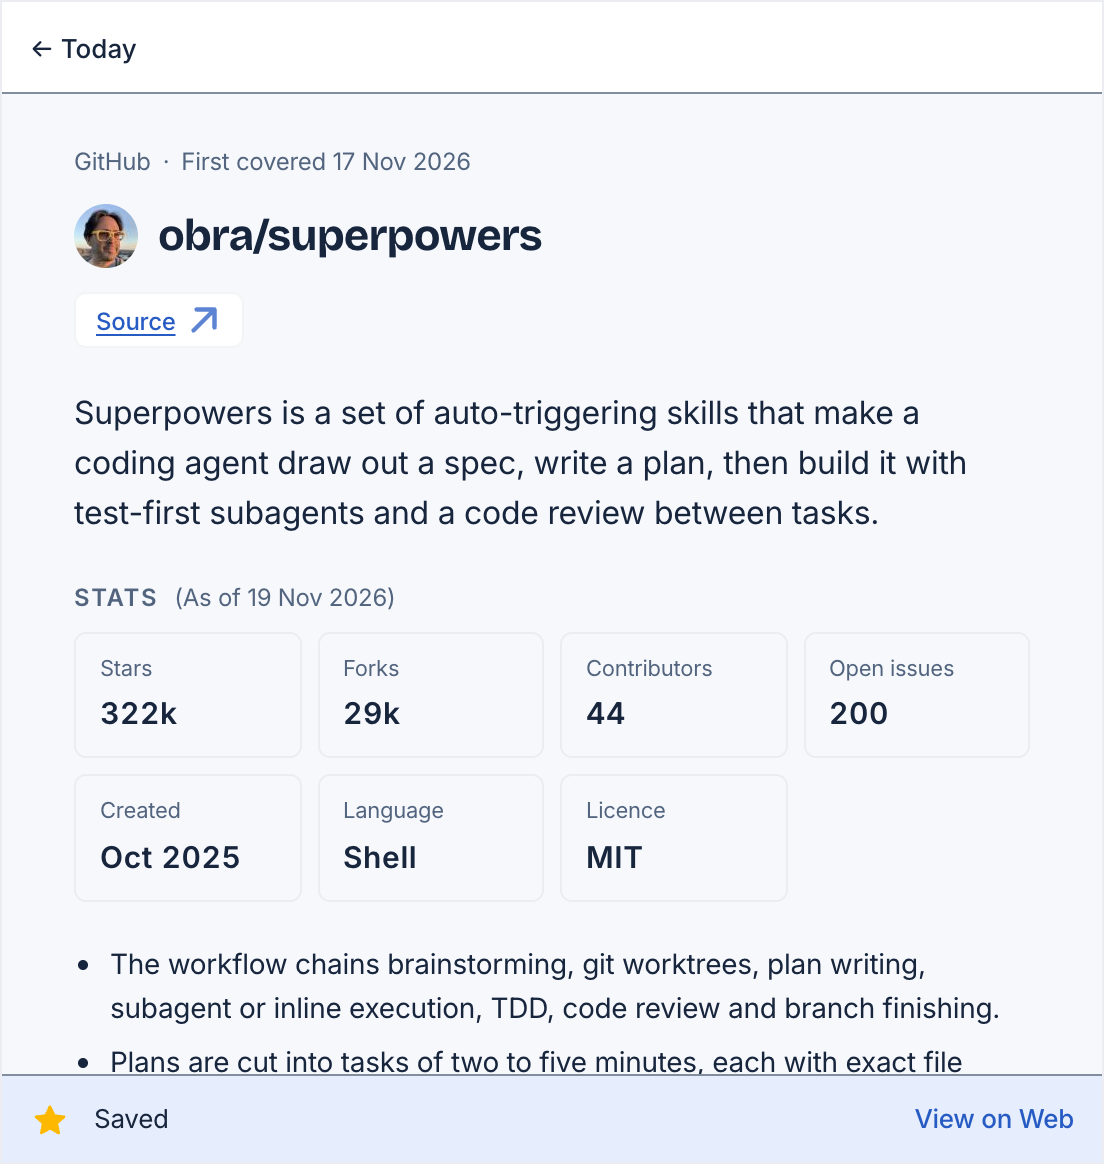 ← Today
GitHub · First covered 17 Nov 2026
obra/superpowers
Source
Superpowers is a set of auto-triggering skills that make a
coding agent draw out a spec, write a plan, then build it with
test-first subagents and a code review between tasks.
STATS (As of 19 Nov 2026)
Stars Forks Contributors Open issues
322k 29k 44 200
Created Language Licence
Oct 2025 Shell MIT
• The workflow chains brainstorming, git worktrees, plan writing,
subagent or inline execution, TDD, code review and branch finishing.
• Plans are cut into tasks of two to five minutes, each with exact file
Saved View on Web